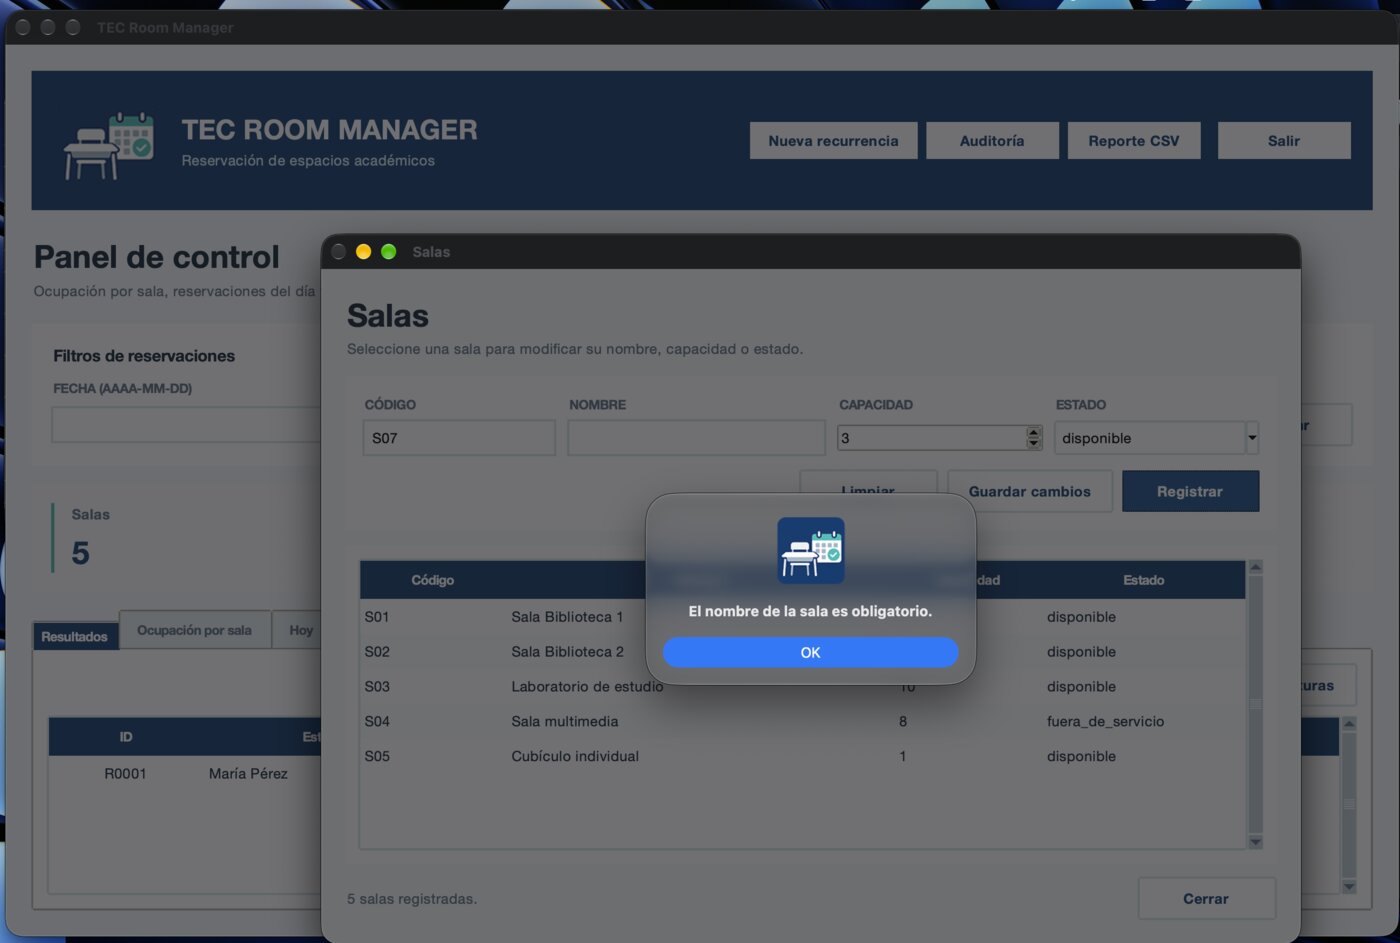 TEC Room Manager
TEC ROOM MANAGER
Reservación de espacios académicos
Nueva recurrencia
Auditoría
Reporte CSV
Salir
Panel de control
Ocupación por sala, reservaciones del día
Filtros de reservaciones
FECHA (AAAA-MM-DD)
Salas
5
Resultados
Ocupación por sala
Hoy
ID
R0001
María Pérez
Salas
Salas
Seleccione una sala para modificar su nombre, capacidad o estado.
CÓDIGO
NOMBRE
CAPACIDAD
ESTADO
S07
3
disponible
Limpiar
Guardar cambios
Registrar
Código
Estado
S01 Sala Biblioteca 1 disponible
S02 Sala Biblioteca 2 disponible
S03 Laboratorio de estudio 10 disponible
S04 Sala multimedia 8 fuera_de_servicio
S05 Cubículo individual 1 disponible
El nombre de la sala es obligatorio.
OK
5 salas registradas.
Cerrar